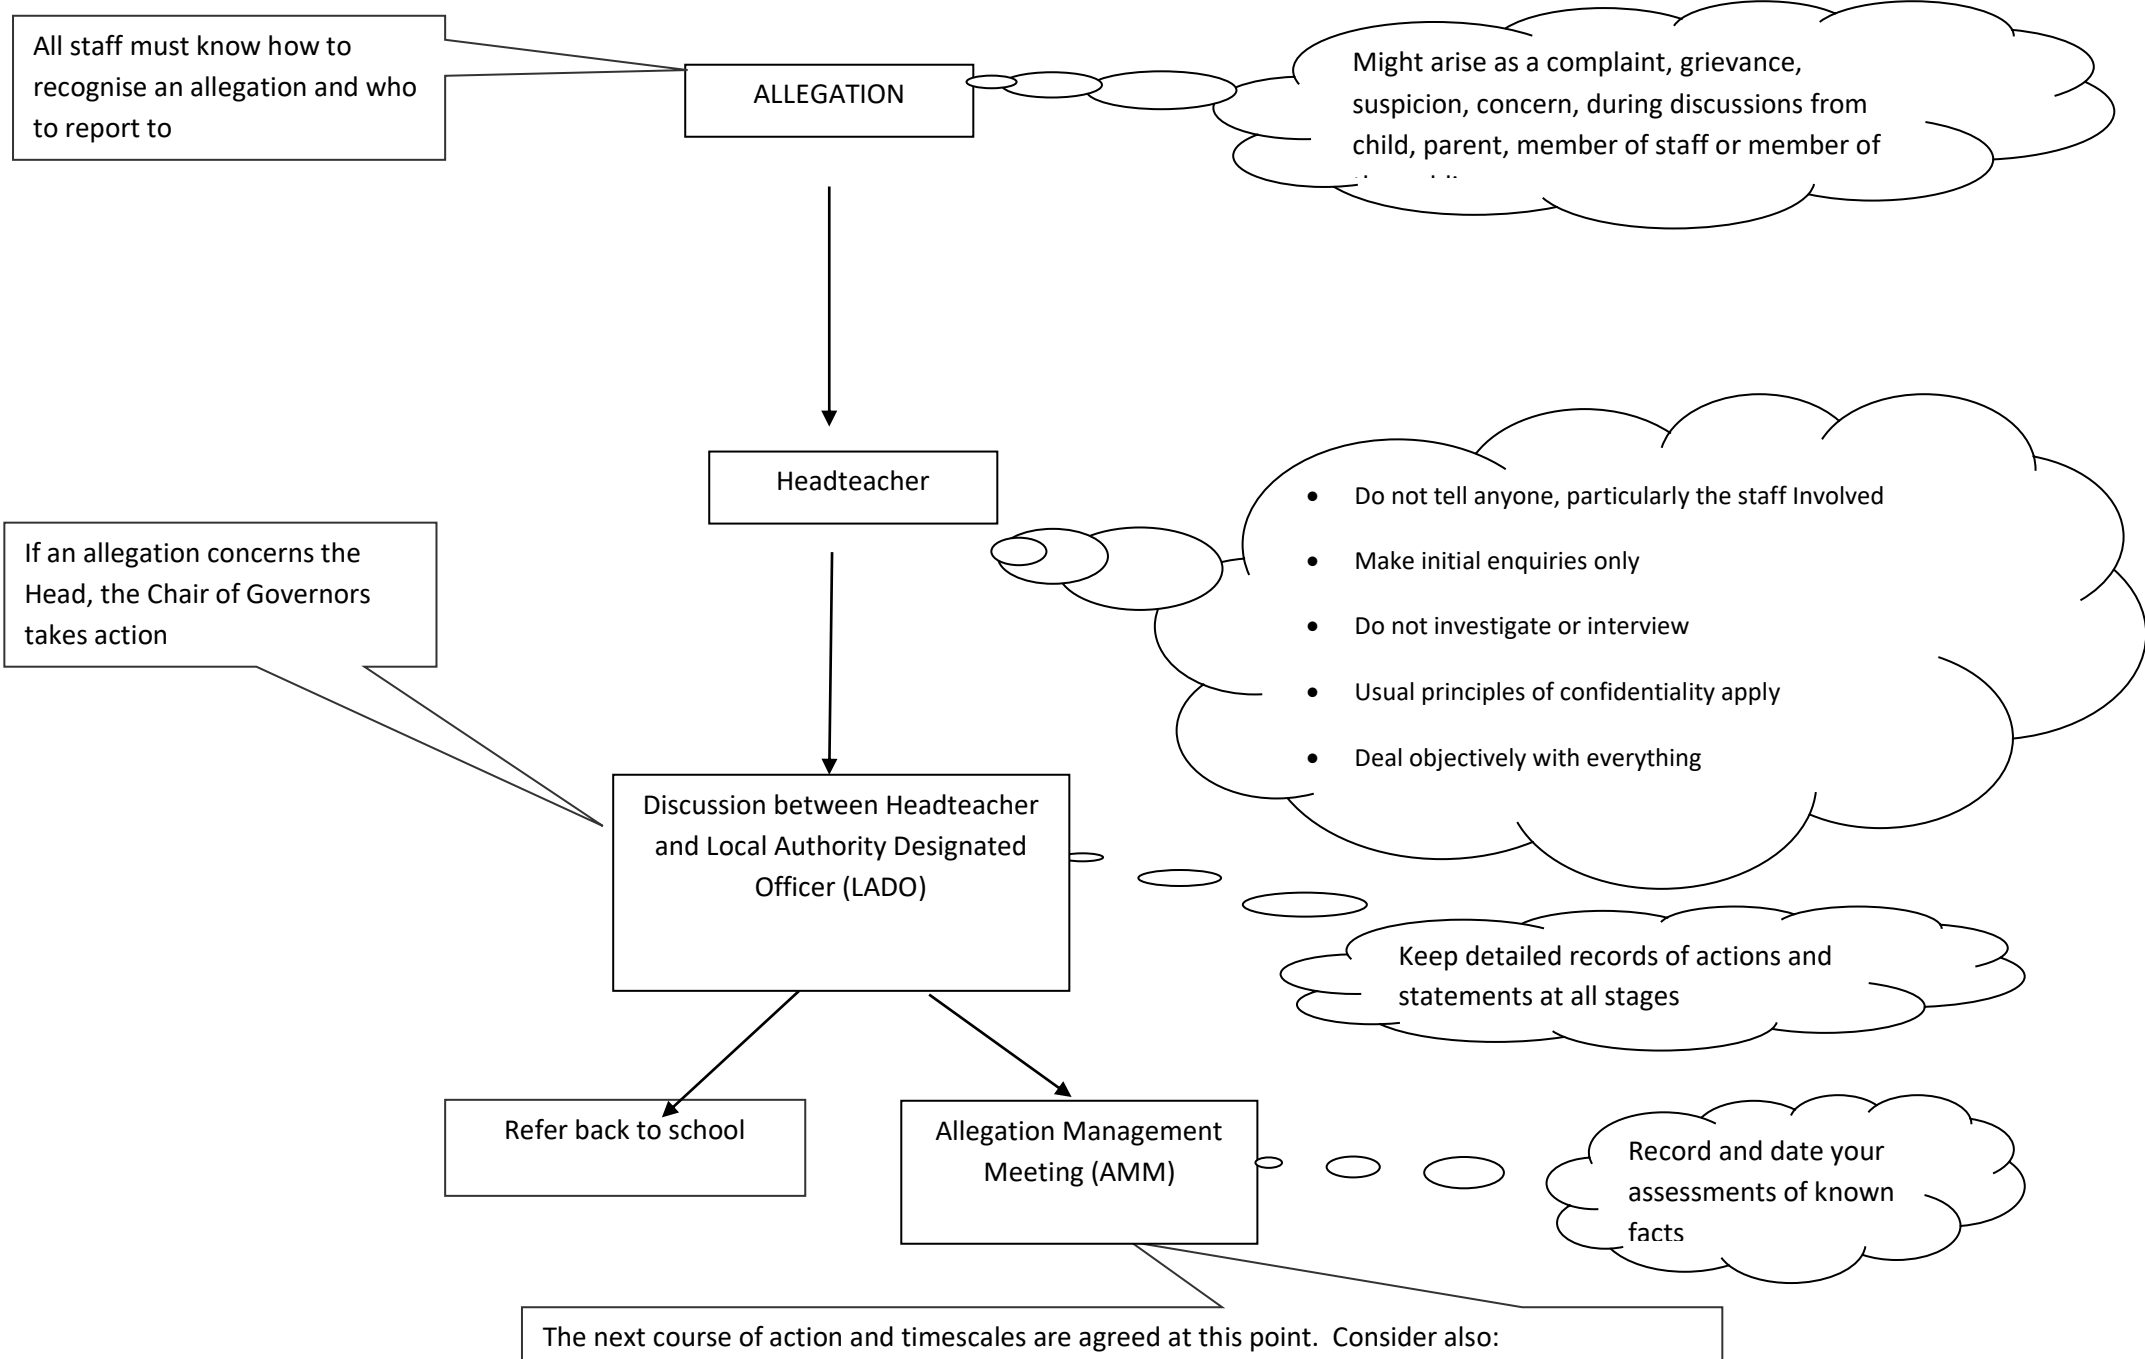 All staff must know how to
recognise an allegation and who
to report to
ALLEGATION
Might arise as a complaint, grievance,
suspicion, concern, during discussions from
child, parent, member of staff or member of
Headteacher
• Do not tell anyone, particularly the staff Involved
• Make initial enquiries only
• Do not investigate or interview
• Usual principles of confidentiality apply
• Deal objectively with everything
If an allegation concerns the
Head, the Chair of Governors
takes action
Discussion between Headteacher
and Local Authority Designated
Officer (LADO)
Keep detailed records of actions and
statements at all stages
Refer back to school
Allegation Management
Meeting (AMM)
Record and date your
assessments of known
facts
The next course of action and timescales are agreed at this point.  Consider also: